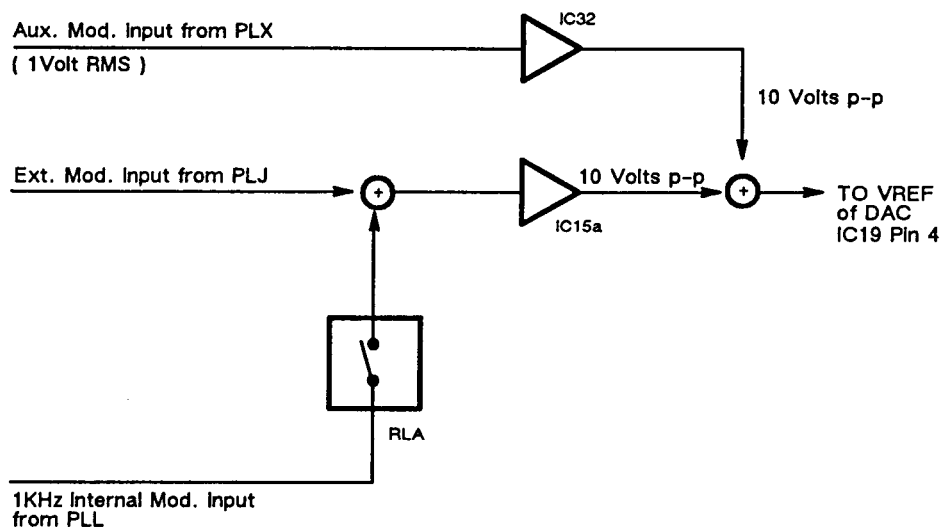 Aux. Mod. Input from PLX
( 1Volt RMS )
IC32
10 Volts p-p
Ext. Mod. Input from PLJ
+
10 Volts p-p
IC15a
+
TO VREF
of DAC
IC19 Pin 4
RLA
1KHz Internal Mod. Input
from PLL